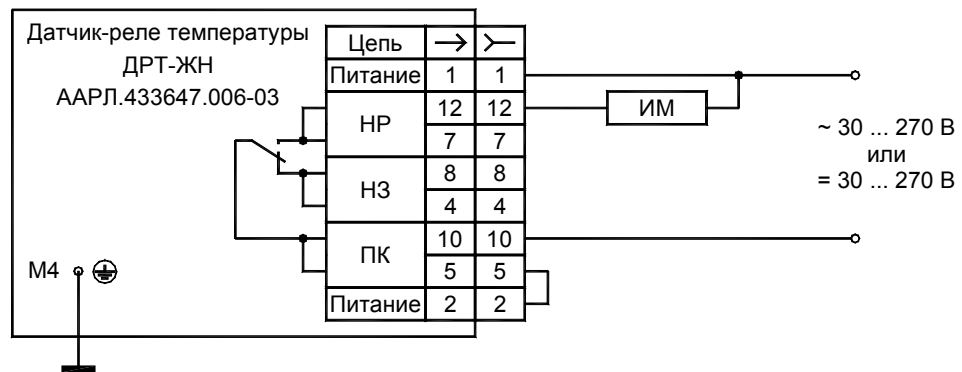 Датчик-реле температуры
ДРТ-ЖН
ААРЛ.433647.006-03
М4
Цепь
Питание 1 1
НР 12 12
7 7
НЗ 8 8
4 4
ПК 10 10
5 5
Питание 2 2
ИМ
~ 30 ... 270 В
или
= 30 ... 270 В